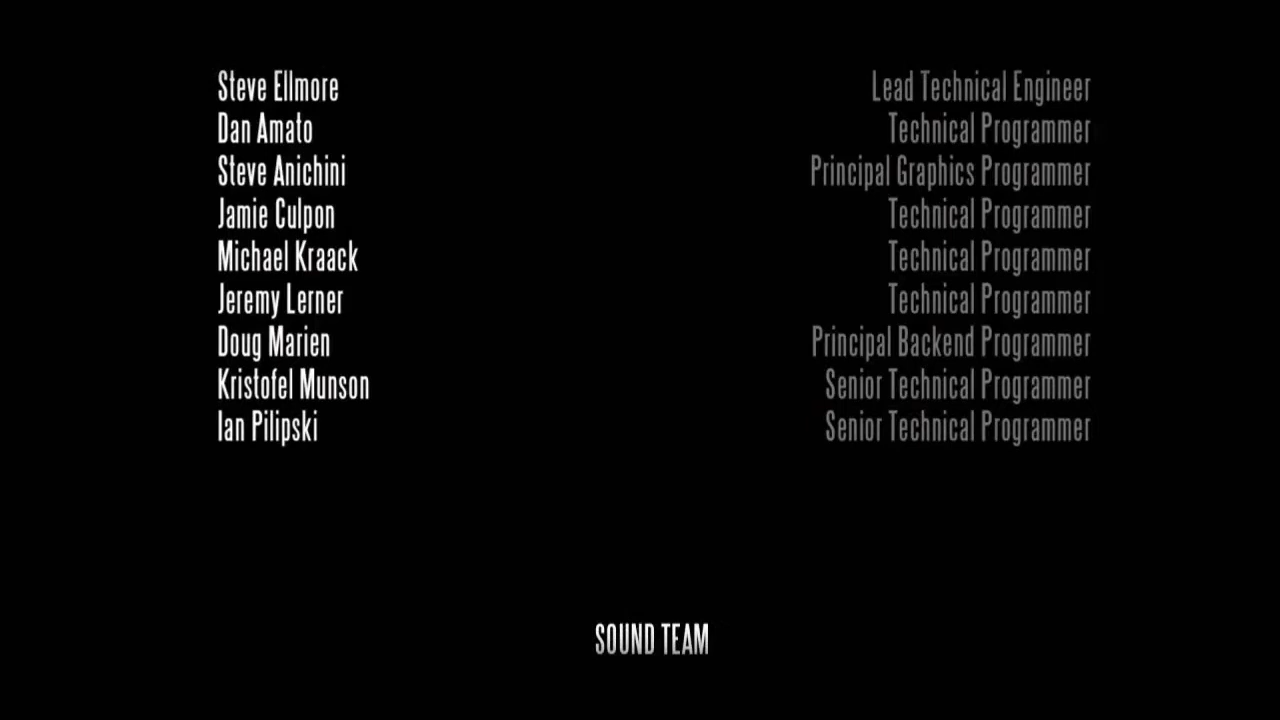 Steve Ellmore Lead Technical Engineer
Dan Amato Technical Programmer
Steve Anichini Principal Graphics Programmer
Jamie Culpon Technical Programmer
Michael Kraack Technical Programmer
Jeremy Lerner Technical Programmer
Doug Marien Principal Backend Programmer
Kristofel Munson Senior Technical Programmer
Ian Pilipski Senior Technical Programmer
SOUND TEAM